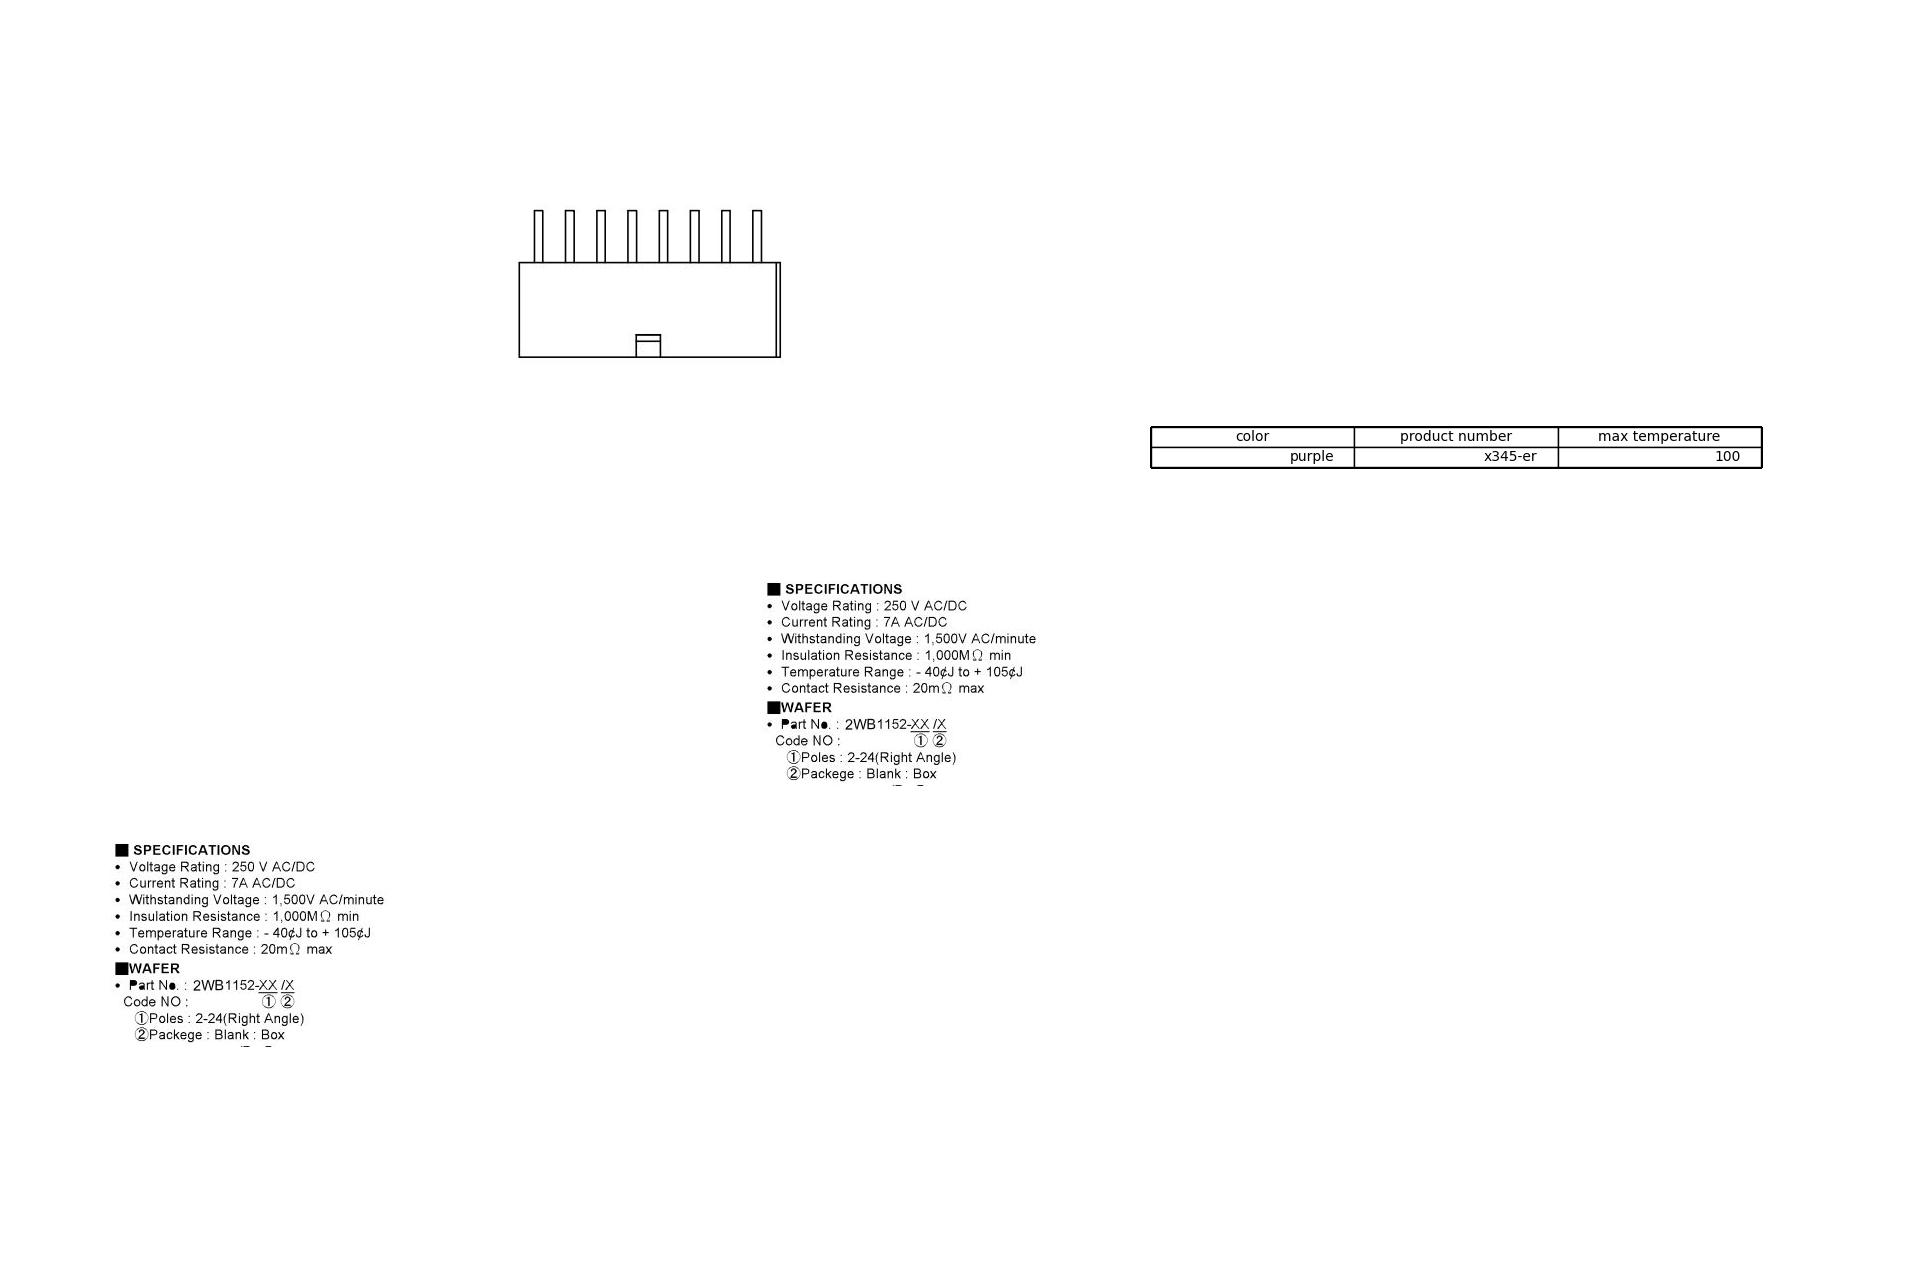 color product number max temperature
purple x345-er 100
■ SPECIFICATIONS
• Voltage Rating : 250 V AC/DC
• Current Rating : 7A AC/DC
• Withstanding Voltage : 1,500V AC/minute
• Insulation Resistance : 1,000MΩ min
• Temperature Range : - 40¢J to + 105¢J
• Contact Resistance : 20mΩ max
■WAFER
• Part No. : 2WB1152-XX /X
Code NO : ① ②
①Poles : 2-24(Right Angle)
②Packege : Blank : Box
■ SPECIFICATIONS
• Voltage Rating : 250 V AC/DC
• Current Rating : 7A AC/DC
• Withstanding Voltage : 1,500V AC/minute
• Insulation Resistance : 1,000MΩ min
• Temperature Range : - 40¢J to + 105¢J
• Contact Resistance : 20mΩ max
■WAFER
• Part No. : 2WB1152-XX /X
Code NO : ① ②
①Poles : 2-24(Right Angle)
②Packege : Blank : Box